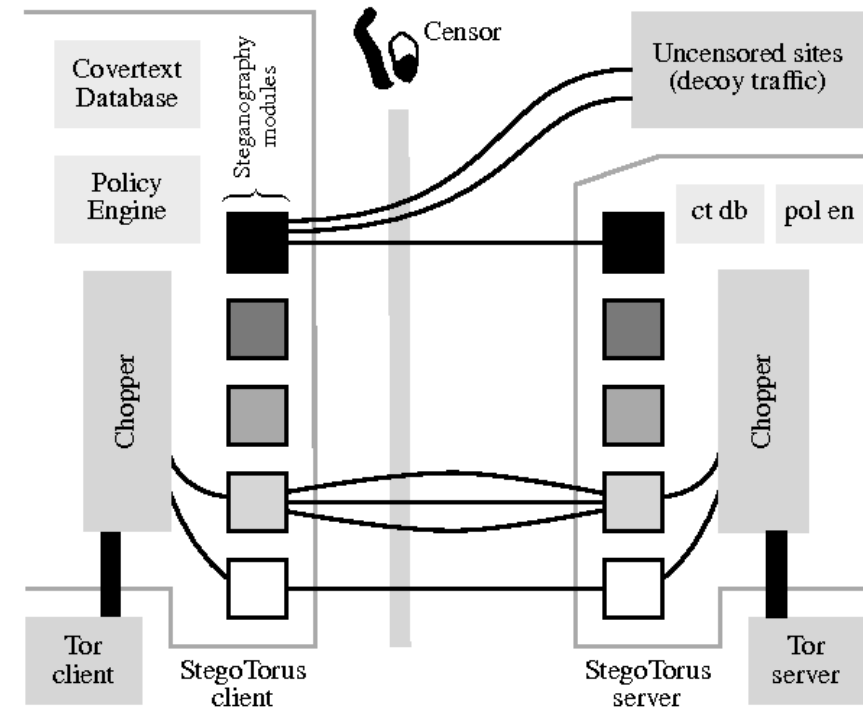 Censor
Covertext
Database
Steganography
modules
Uncensored sites
(decoy traffic)
Policy
Engine
ct db
pol en
Chopper
Chopper
Tor
client
StegoTorus
client
StegoTorus
server
Tor
server